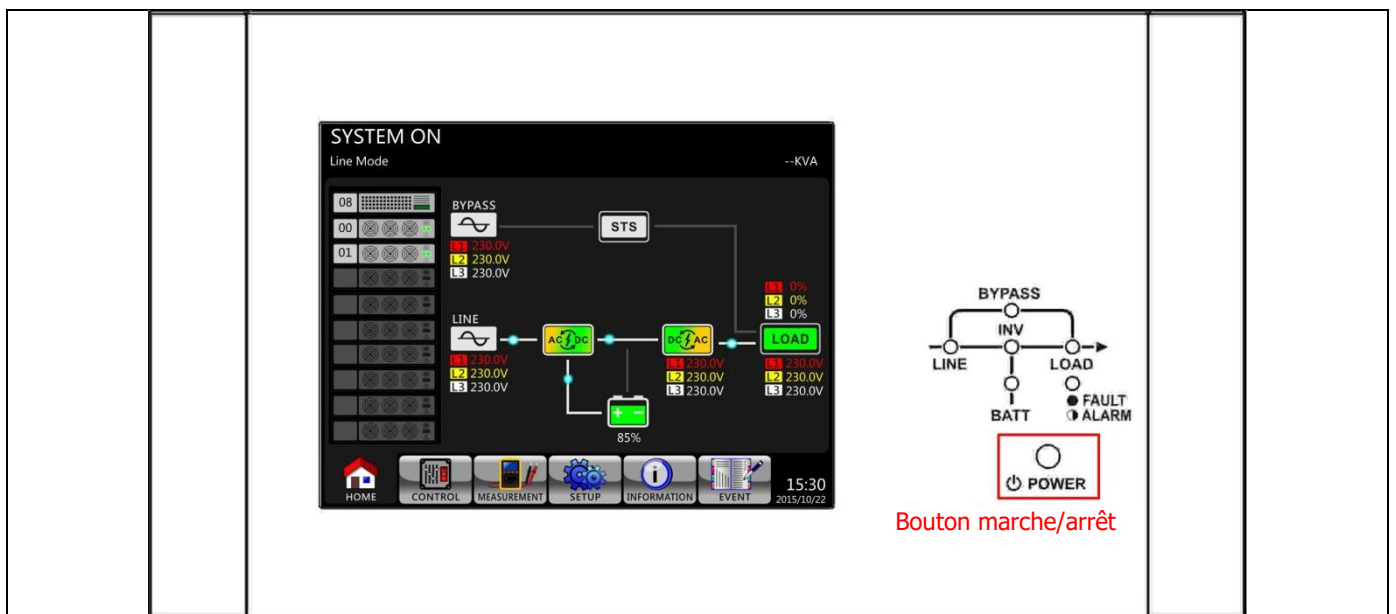 SYSTEM ON
Line Mode
--KVA
08
00
01
BYPASS
STS
L1 230.0V
L2 230.0V
L3 230.0V
L1 0%
L2 0%
L3 0%
LINE
AC DC
DC AC
LOAD
L1 230.0V
L2 230.0V
L3 230.0V
L1 230.0V
L2 230.0V
L3 230.0V
L1 230.0V
L2 230.0V
L3 230.0V
+ −
85%
HOME
CONTROL
MEASUREMENT
SETUP
INFORMATION
EVENT
15:30
2015/10/22
BYPASS
INV
LINE
LOAD
BATT
FAULT
ALARM
POWER
Bouton marche/arrêt